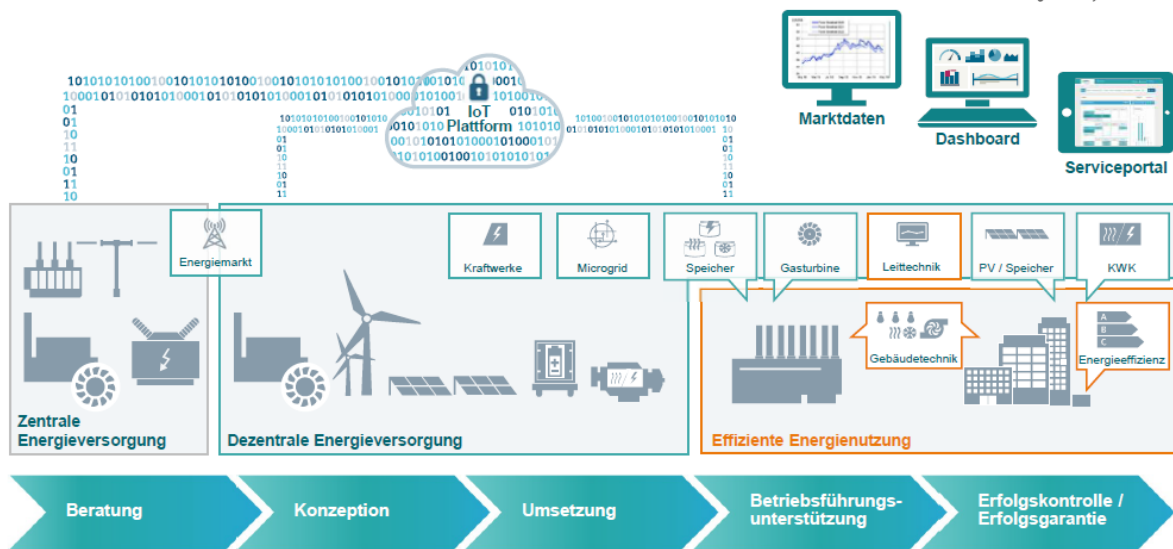 IoT
Plattform
Marktdaten
Dashboard
Serviceportal
Energiemarkt
Kraftwerke
Microgrid
Speicher
Gasturbine
Leittechnik
PV / Speicher
KWK
Gebäudetechnik
A
B
C
Energieeffizienz
Zentrale
Energieversorgung
Dezentrale Energieversorgung
Effiziente Energienutzung
Beratung
Konzeption
Umsetzung
Betriebsführungs-
unterstützung
Erfolgskontrolle /
Erfolgsgarantie